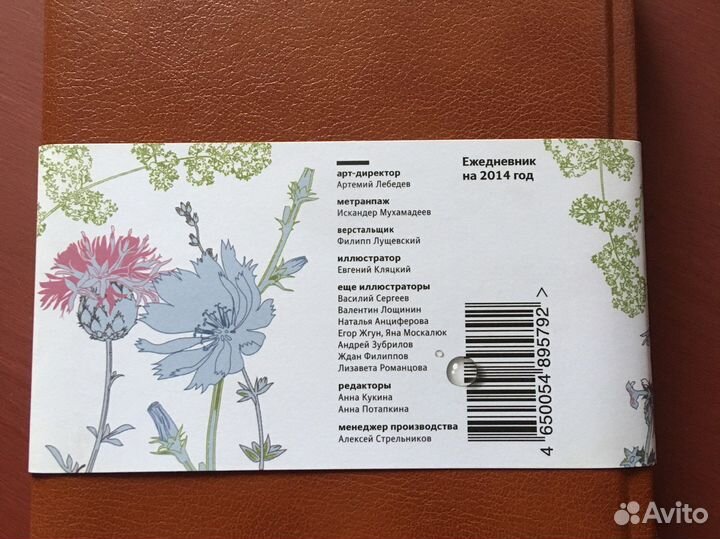 арт-директор
Артемий Лебедев
метранпаж
Искандер Мухамадеев
верстальщик
Филипп Лущевский
иллюстратор
Евгений Кляцкий
еще иллюстраторы
Василий Сергеев
Валентин Лощинин
Наталья Анциферова
Егор Жгун, Яна Москалюк
Андрей Зубрилов
Ждан Филиппов
Лизавета Романцова
редакторы
Анна Кукина
Анна Потапкина
менеджер производства
Алексей Стрельников
Ежедневник
на 2014 год
4 650054 895792 >
Avito